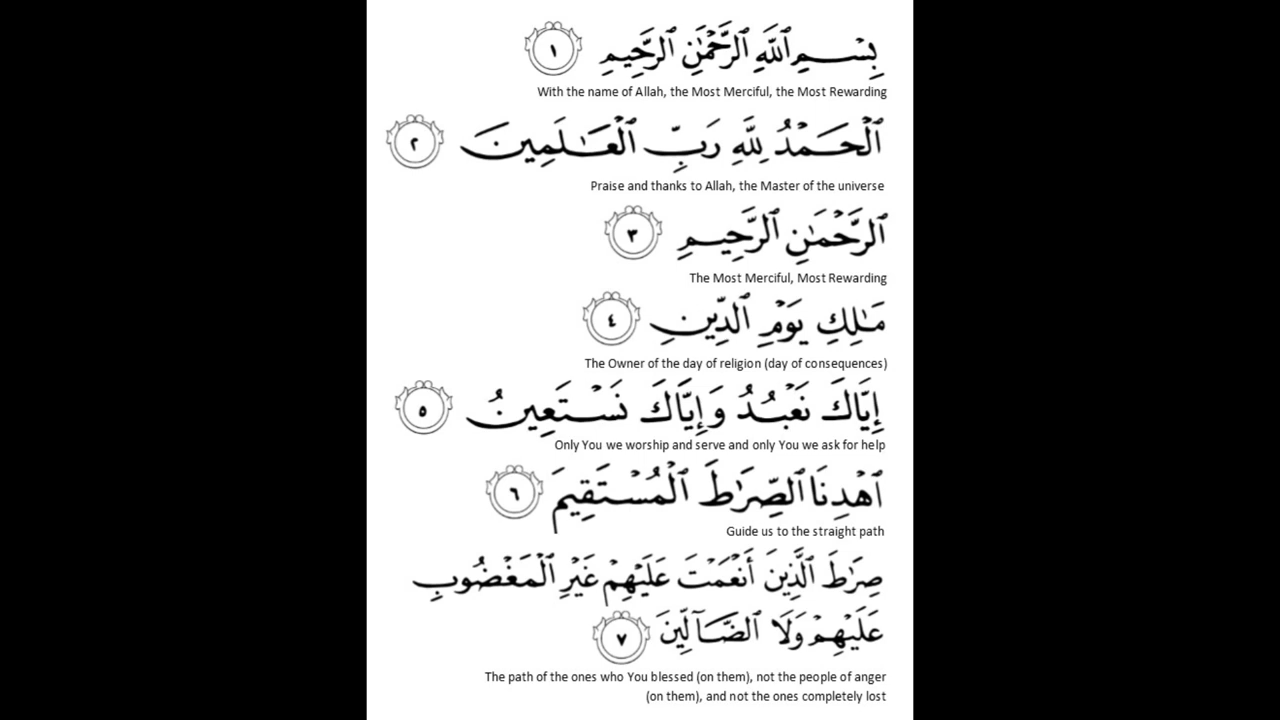 بِسْمِ ٱللَّهِ ٱلرَّحْمَٰنِ ٱلرَّحِيمِ ١
With the name of Allah, the Most Merciful, the Most Rewarding
ٱلْحَمْدُ لِلَّهِ رَبِّ ٱلْعَٰلَمِينَ ٢
Praise and thanks to Allah, the Master of the universe
ٱلرَّحْمَٰنِ ٱلرَّحِيمِ ٣
The Most Merciful, Most Rewarding
مَٰلِكِ يَوْمِ ٱلدِّينِ ٤
The Owner of the day of religion (day of consequences)
إِيَّاكَ نَعْبُدُ وَإِيَّاكَ نَسْتَعِينُ ٥
Only You we worship and serve and only You we ask for help
ٱهْدِنَا ٱلصِّرَٰطَ ٱلْمُسْتَقِيمَ ٦
Guide us to the straight path
صِرَٰطَ ٱلَّذِينَ أَنْعَمْتَ عَلَيْهِمْ غَيْرِ ٱلْمَغْضُوبِ
عَلَيْهِمْ وَلَا ٱلضَّآلِّينَ ٧
The path of the ones who You blessed (on them), not the people of anger
(on them), and not the ones completely lost